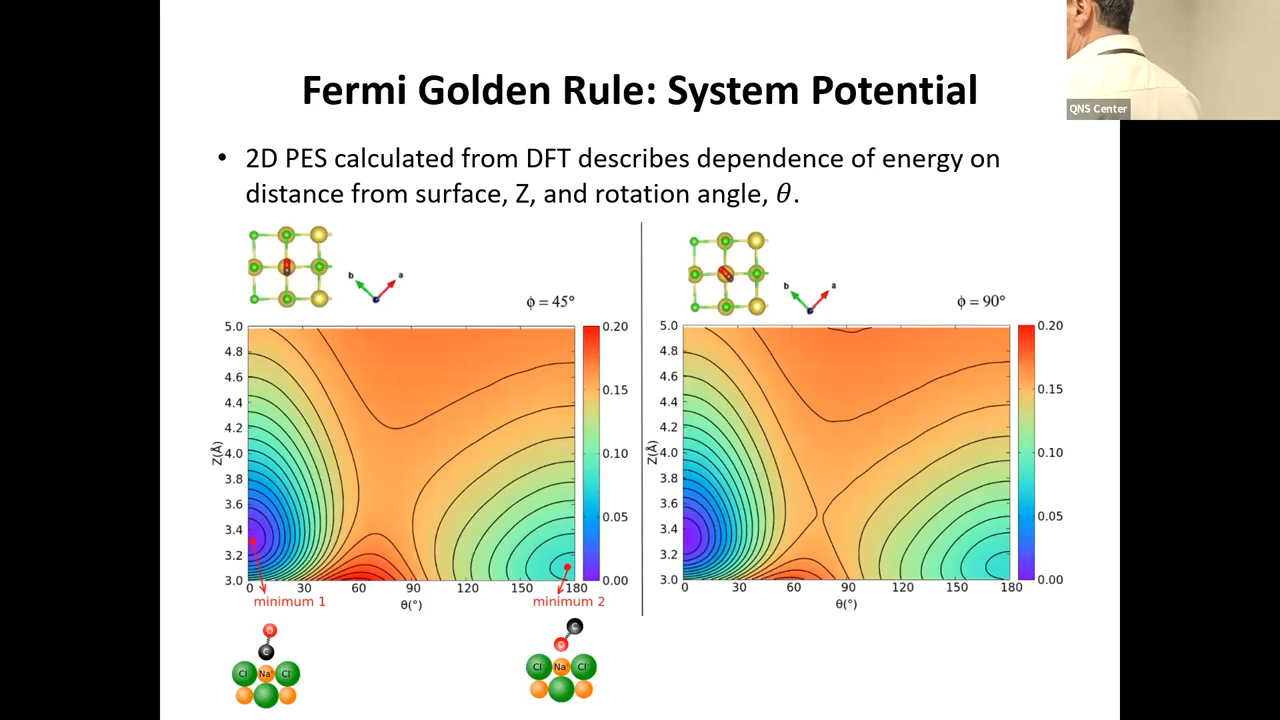 Fermi Golden Rule: System Potential
QNS Center
• 2D PES calculated from DFT describes dependence of energy on
distance from surface, Z, and rotation angle, θ.
b a
ϕ = 45°
b a
ϕ = 90°
5.0
4.8
4.6
4.4
4.2
4.0
3.8
3.6
3.4
3.2
3.0
Z(Å)
0 30 60 90 120 150 180
θ(°)
0.20
0.15
0.10
0.05
0.00
minimum 1
minimum 2
5.0
4.8
4.6
4.4
4.2
4.0
3.8
3.6
3.4
3.2
3.0
Z(Å)
0 30 60 90 120 150 180
θ(°)
0.20
0.15
0.10
0.05
0.00
O
C
Cl Na⁺ Cl
C
O
Cl Na⁺ Cl